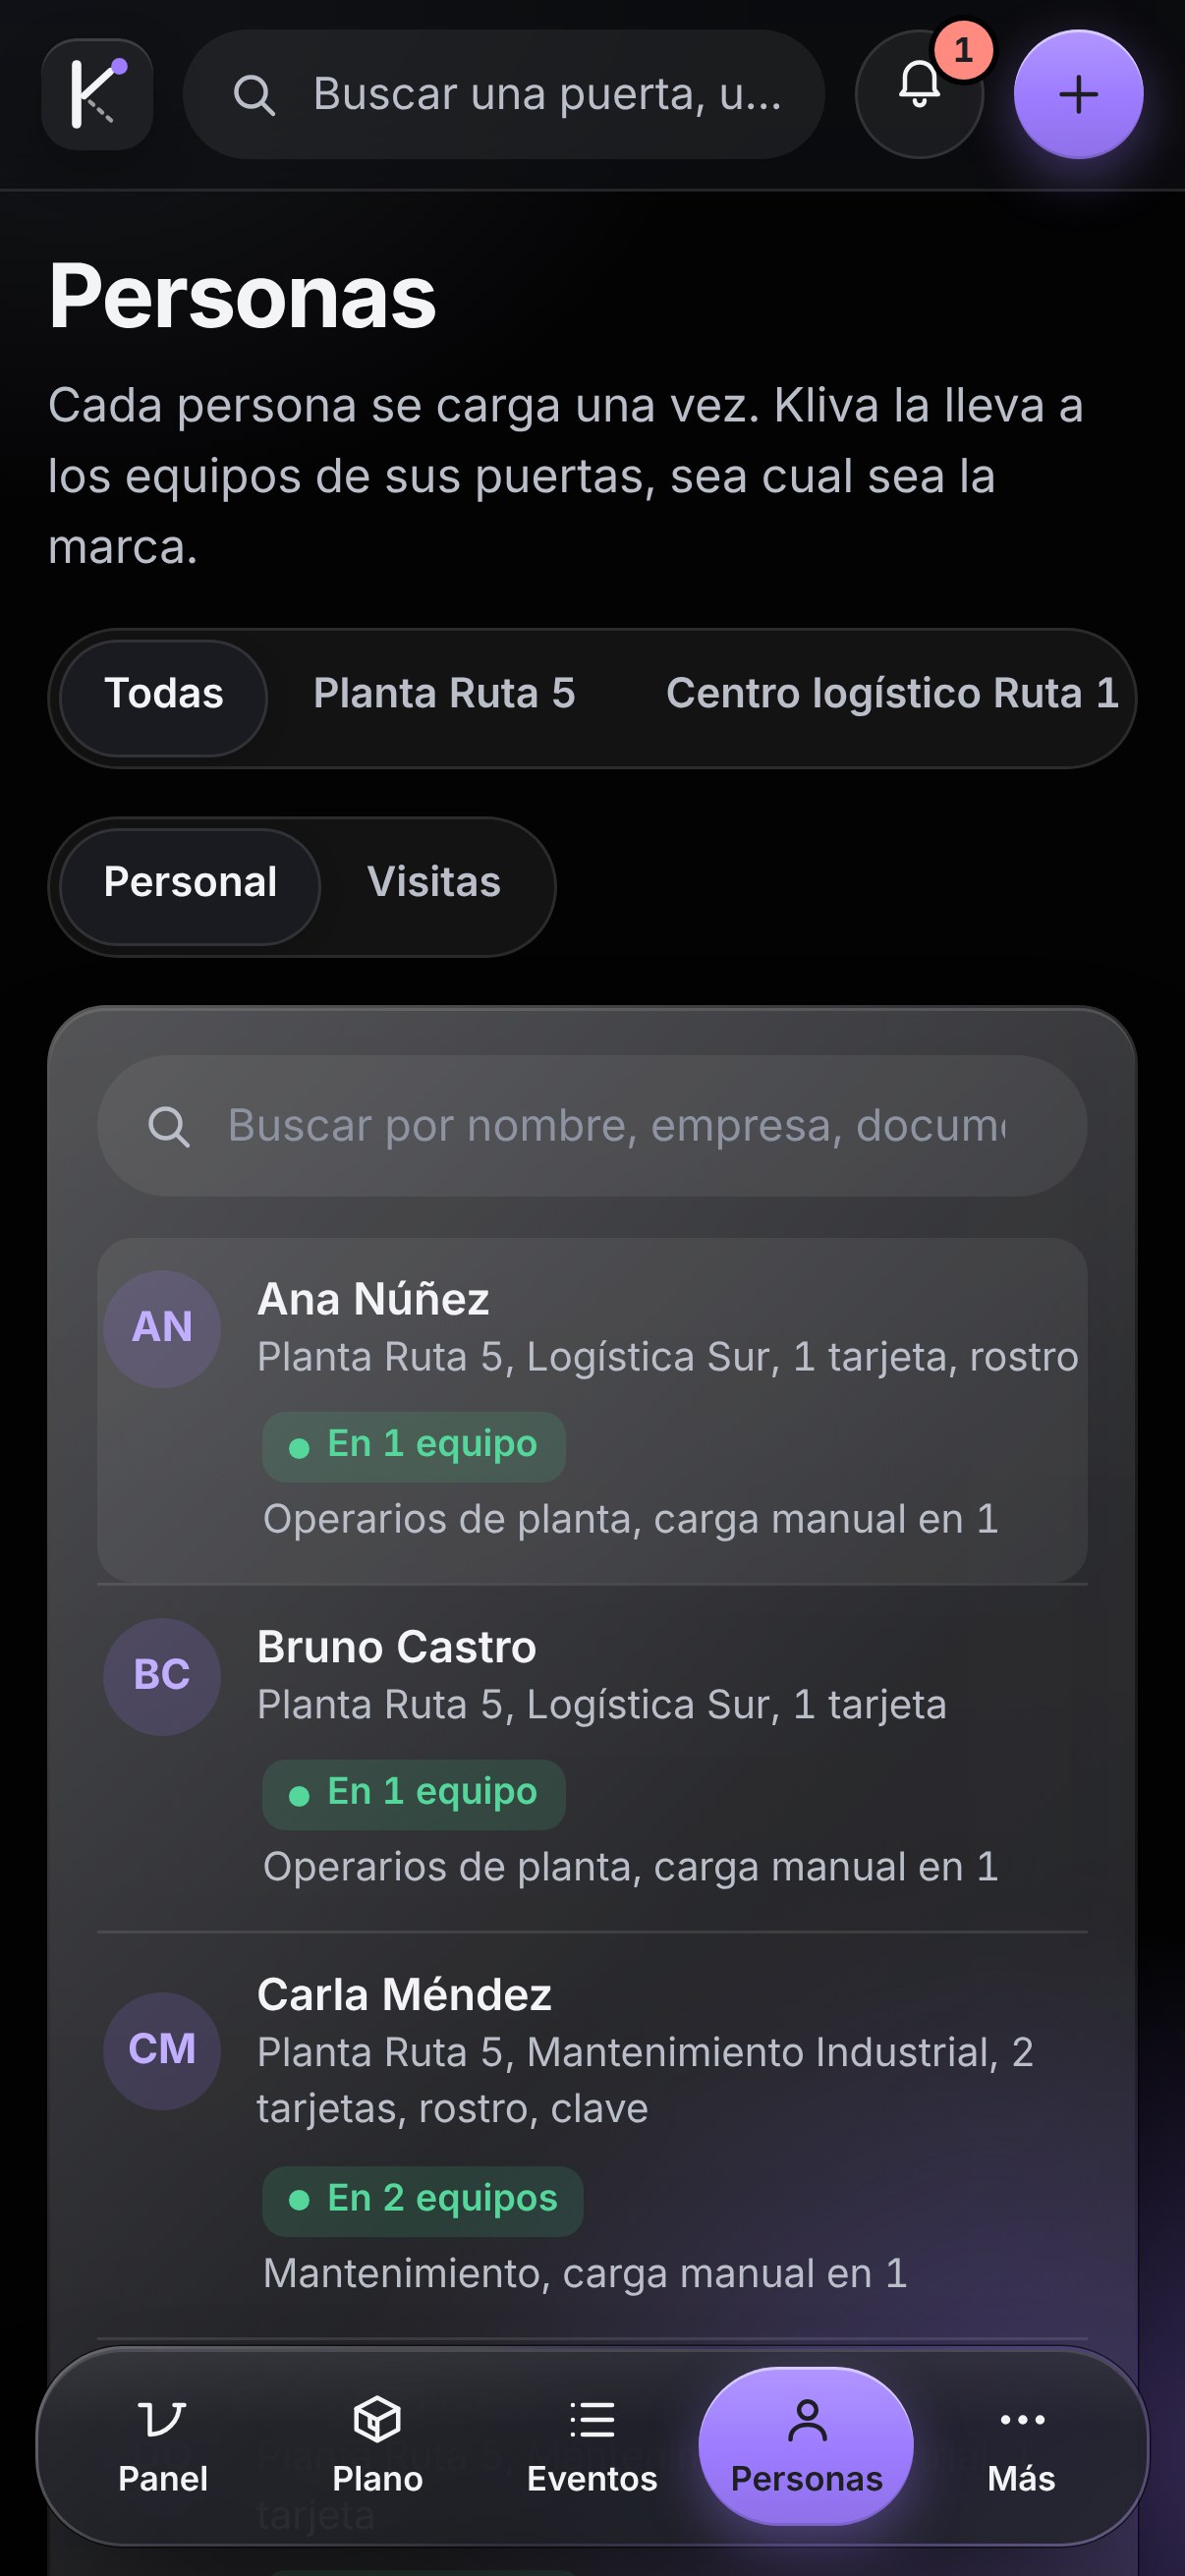 K
Buscar una puerta, u...
1
Personas
Cada persona se carga una vez. Kliva la lleva a
los equipos de sus puertas, sea cual sea la
marca.
Todas Planta Ruta 5 Centro logístico Ruta 1
Personal Visitas
Buscar por nombre, empresa, docum
AN
Ana Núñez
Planta Ruta 5, Logística Sur, 1 tarjeta, rostro
En 1 equipo
Operarios de planta, carga manual en 1
BC
Bruno Castro
Planta Ruta 5, Logística Sur, 1 tarjeta
En 1 equipo
Operarios de planta, carga manual en 1
CM
Carla Méndez
Planta Ruta 5, Mantenimiento Industrial, 2
tarjetas, rostro, clave
En 2 equipos
Mantenimiento, carga manual en 1
Panel Plano Eventos Personas Más
tarjeta